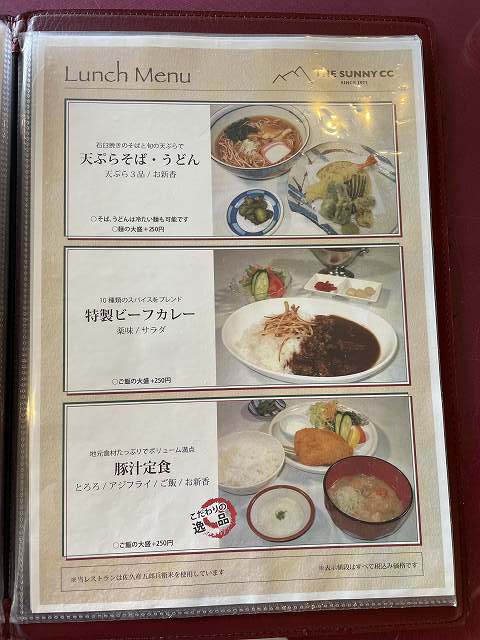 Lunch Menu
THE SUNNY CC
SINCE 1971
石臼挽きのそばと旬の天ぷらで
天ぷらそば・うどん
天ぷら3品 / お新香
○そば、うどんは冷たい麺も可能です
○麺の大盛+250円
10種類のスパイスをブレンド
特製ビーフカレー
薬味 / サラダ
○ご飯の大盛+250円
地元食材たっぷりでボリューム満点
豚汁定食
とろろ / アジフライ / ご飯 / お新香
こだわりの
逸品
○ご飯の大盛+250円
※当レストランは佐久産五郎兵衛米を使用しています
※表示値段はすべて税込み価格です